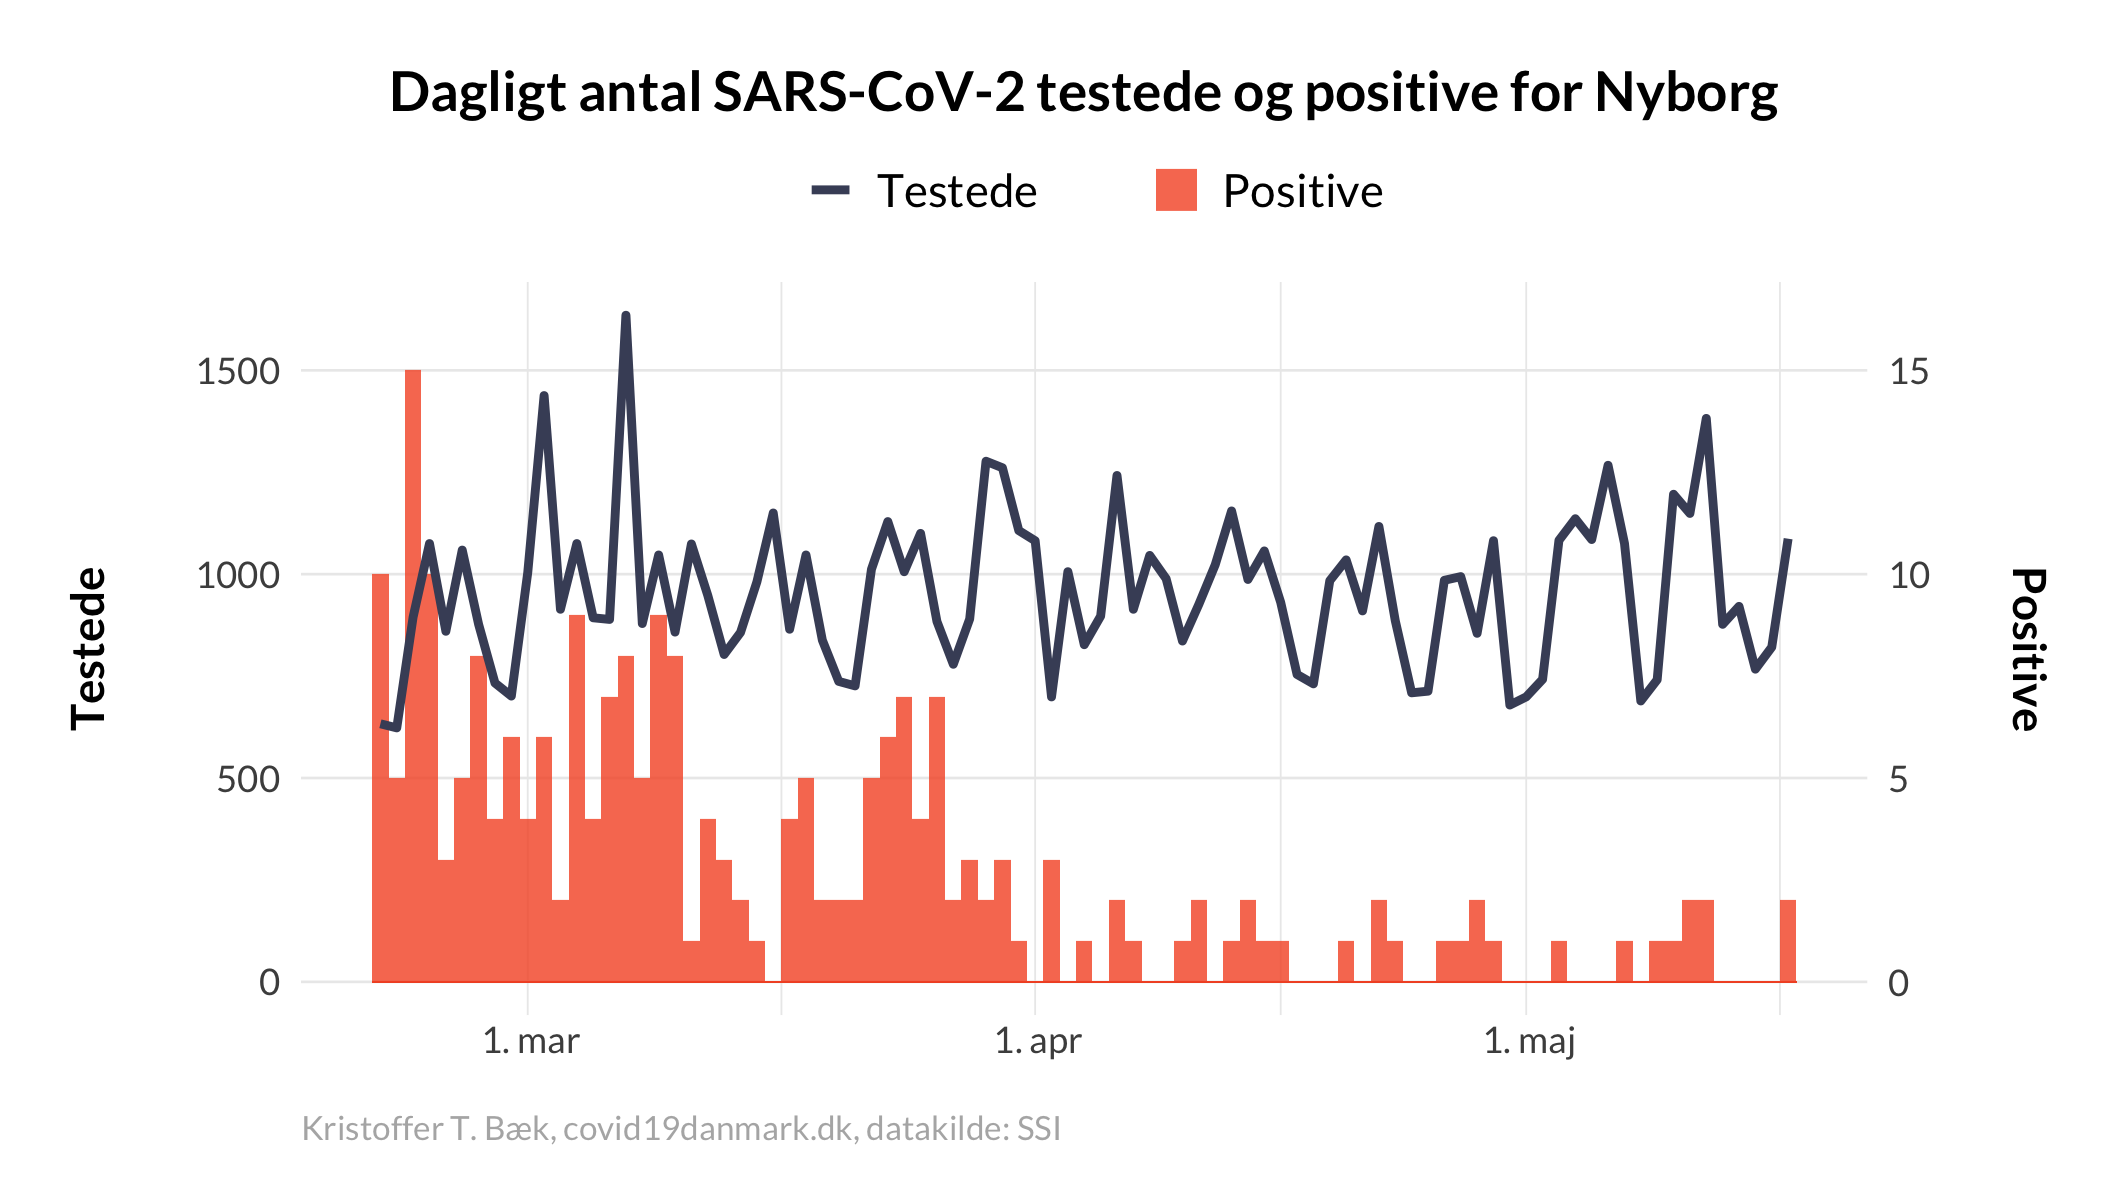 Dagligt antal SARS-CoV-2 testede og positive for Nyborg
Testede
Positive
1500
1000
500
0
Testede
15
10
5
0
Positive
1. mar
1. apr
1. maj
Kristoffer T. Bæk, covid19danmark.dk, datakilde: SSI